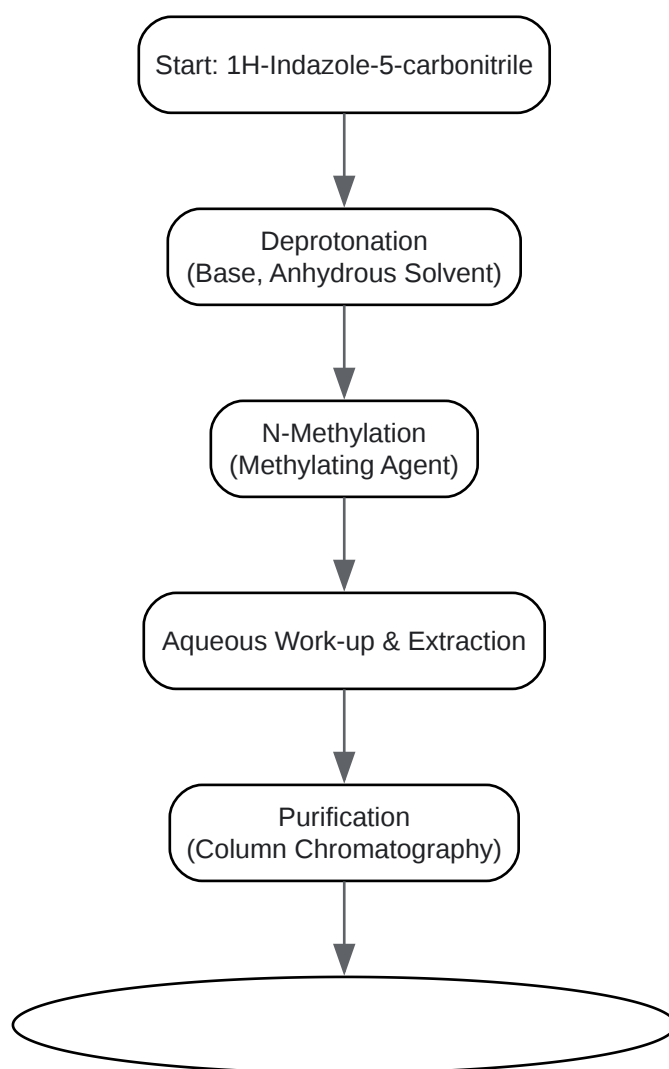 Start: 1H-Indazole-5-carbonitrile
Deprotonation
(Base, Anhydrous Solvent)
N-Methylation
(Methylating Agent)
Aqueous Work-up & Extraction
Purification
(Column Chromatography)